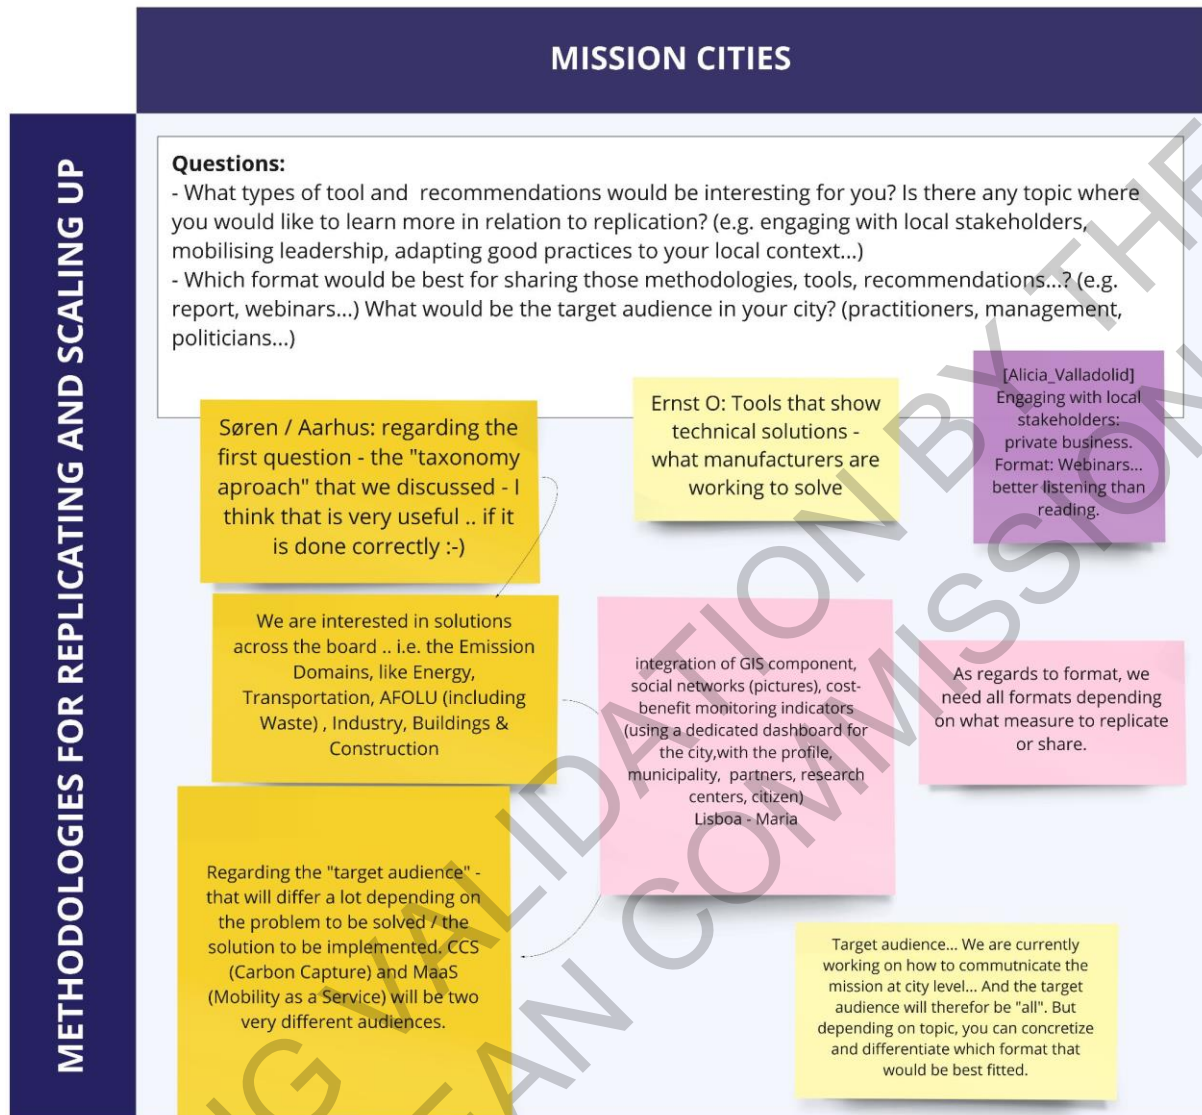 MISSION CITIES
METHODOLOGIES FOR REPLICATING AND SCALING UP
Questions:
- What types of tool and recommendations would be interesting for you? Is there any topic where
you would like to learn more in relation to replication? (e.g. engaging with local stakeholders,
mobilising leadership, adapting good practices to your local context...)
- Which format would be best for sharing those methodologies, tools, recommendations...? (e.g.
report, webinars...) What would be the target audience in your city? (practitioners, management,
politicians...)
Søren / Aarhus: regarding the
first question - the "taxonomy
aproach" that we discussed - I
think that is very useful .. if it
is done correctly :-)
Ernst O: Tools that show
technical solutions -
what manufacturers are
working to solve
[Alicia_Valladolid]
Engaging with local
stakeholders:
private business.
Format: Webinars...
better listening than
reading.
We are interested in solutions
across the board .. i.e. the Emission
Domains, like Energy,
Transportation, AFOLU (including
Waste) , Industry, Buildings &
Construction
integration of GIS component,
social networks (pictures), cost-
benefit monitoring indicators
(using a dedicated dashboard for
the city,with the profile,
municipality, partners, research
centers, citizen)
Lisboa - Maria
As regards to format, we
need all formats depending
on what measure to replicate
or share.
Regarding the "target audience" -
that will differ a lot depending on
the problem to be solved / the
solution to be implemented. CCS
(Carbon Capture) and MaaS
(Mobility as a Service) will be two
very different audiences.
Target audience... We are currently
working on how to commutnicate the
mission at city level... And the target
audience will therefor be "all". But
depending on topic, you can concretize
and differentiate which format that
would be best fitted.
VALIDATION BY THE
COMMISSION